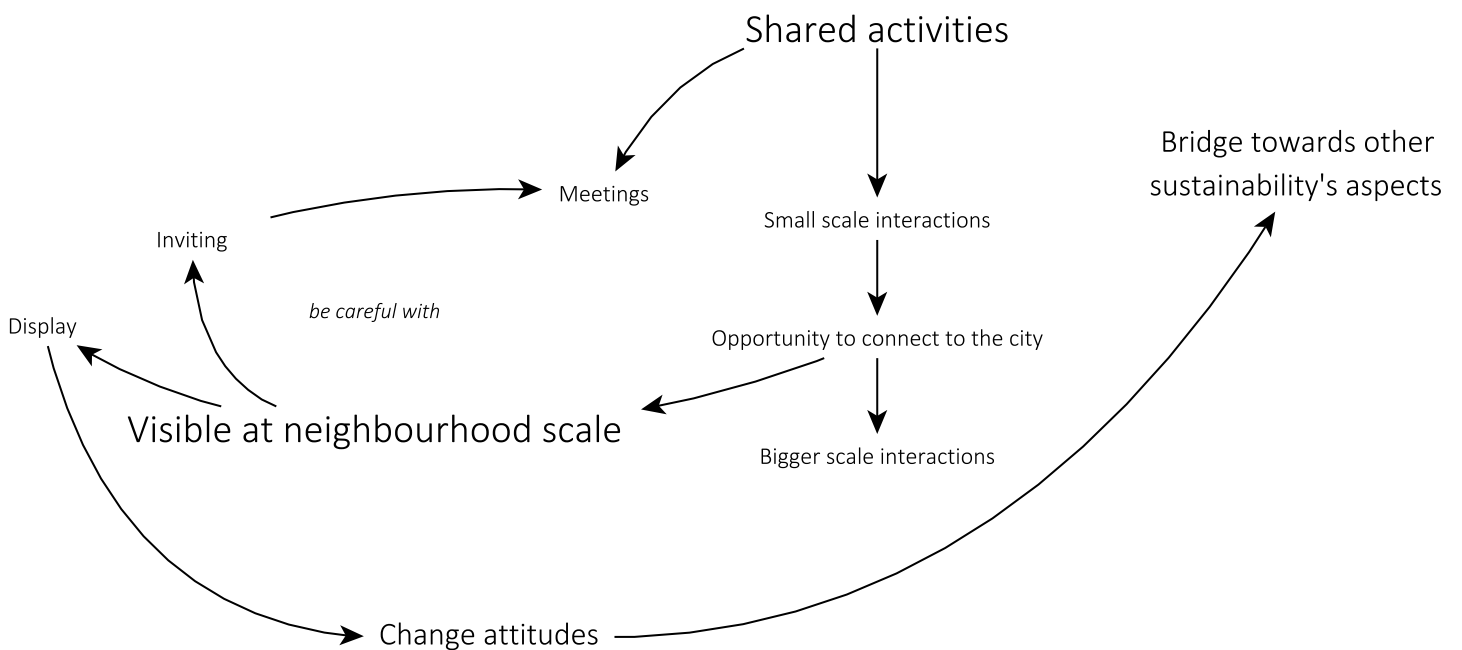 Shared activities
Bridge towards other
sustainability's aspects
Meetings
Small scale interactions
Inviting
be careful with
Display
Opportunity to connect to the city
Visible at neighbourhood scale
Bigger scale interactions
Change attitudes